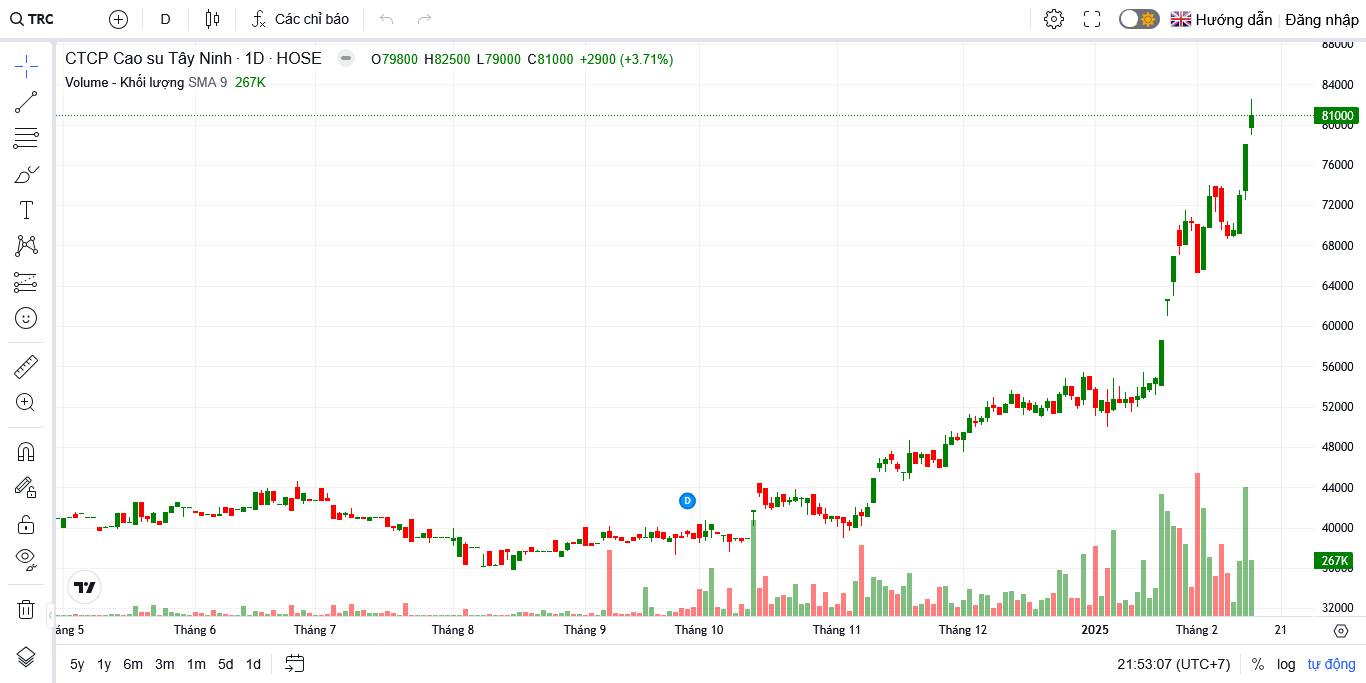 TRC D Các chỉ báo Hướng dẫn Đăng nhập
CTCP Cao su Tây Ninh · 1D · HOSE O79800 H82500 L79000 C81000 +2900 (+3.71%)
Volume - Khối lượng SMA 9 267K
88000
84000
81000
80000
76000
72000
68000
64000
60000
56000
52000
48000
44000
D
40000
267K
36000
32000
áng 5 Tháng 6 Tháng 7 Tháng 8 Tháng 9 Tháng 10 Tháng 11 Tháng 12 2025 Tháng 2 21
5y 1y 6m 3m 1m 5d 1d 21:53:07 (UTC+7) % log tự động